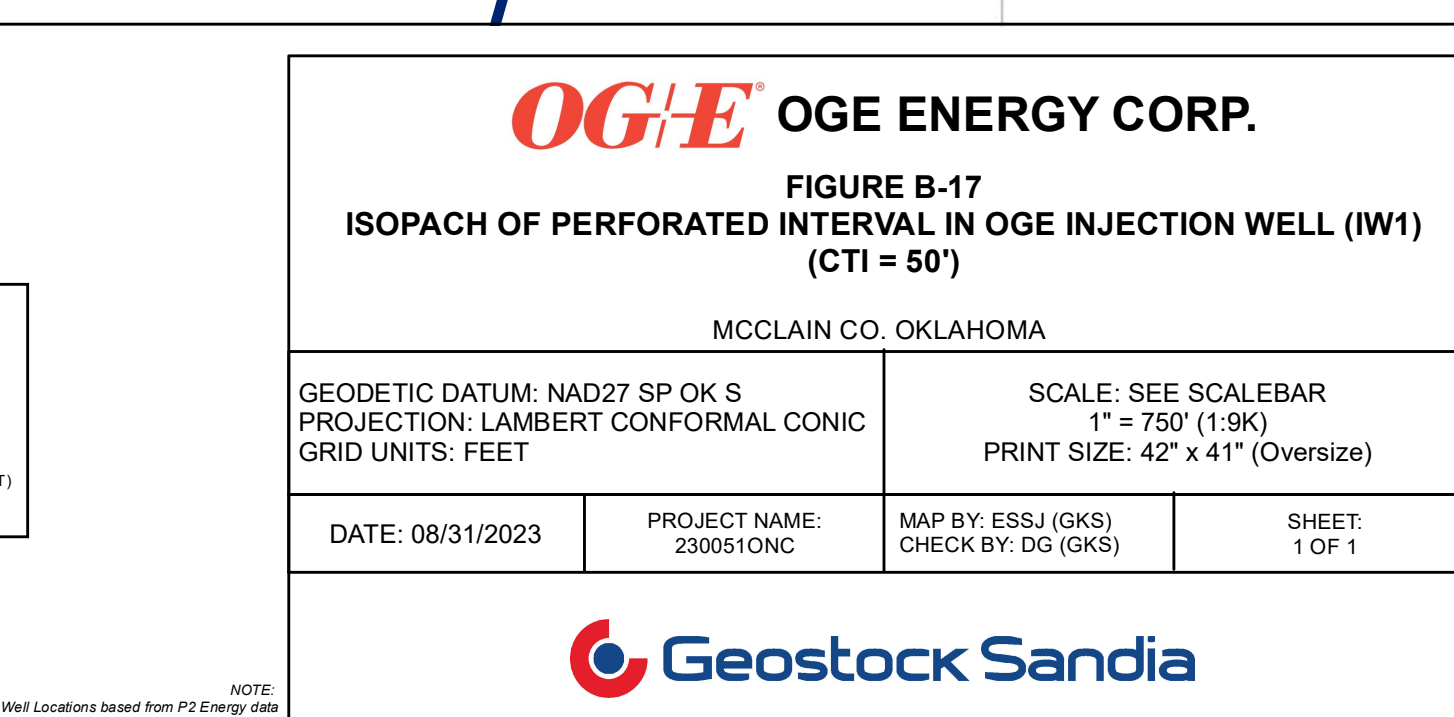 OG+E® OGE ENERGY CORP.
FIGURE B-17
ISOPACH OF PERFORATED INTERVAL IN OGE INJECTION WELL (IW1)
(CTI = 50')
MCCLAIN CO. OKLAHOMA
GEODETIC DATUM: NAD27 SP OK S
PROJECTION: LAMBERT CONFORMAL CONIC
GRID UNITS: FEET
SCALE: SEE SCALEBAR
1" = 750' (1:9K)
PRINT SIZE: 42" x 41" (Oversize)
T)
DATE: 08/31/2023
PROJECT NAME:
230051ONC
MAP BY: ESSJ (GKS)
CHECK BY: DG (GKS)
SHEET:
1 OF 1
Geostock Sandia
NOTE:
Well Locations based from P2 Energy data